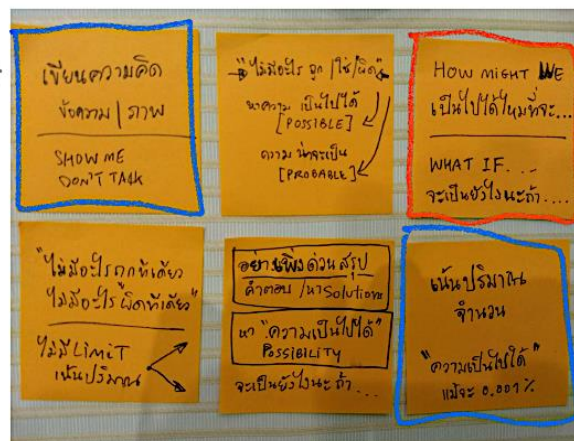 เขียนความคิด
ข้อความ / ภาพ
SHOW ME
DON'T TALK
"ไม่มีอะไร ถูก / ใช่ / ผิด"
หาความ เป็นไปได้
[POSSIBLE]
ความ น่าจะเป็น
[PROBABLE]
HOW MIGHT WE
เป็นไปได้ไหมที่จะ...
WHAT IF...
จะเป็นยังไงนะถ้า....
"ไม่มีอะไรถูกทีเดียว
ไม่มีอะไร"ผิดทีเดียว"
ไม่มี LIMIT
เน้นปริมาณ
อย่าเพิ่งด่วนสรุป
คำตอบ / หา Solutions
หา "ความเป็นไปได้"
POSSIBILITY
จะเป็นยังไงนะ ถ้า...
เน้นปริมาณ
จำนวน
"ความเป็นไปได้"
แม้จะ 0.001%